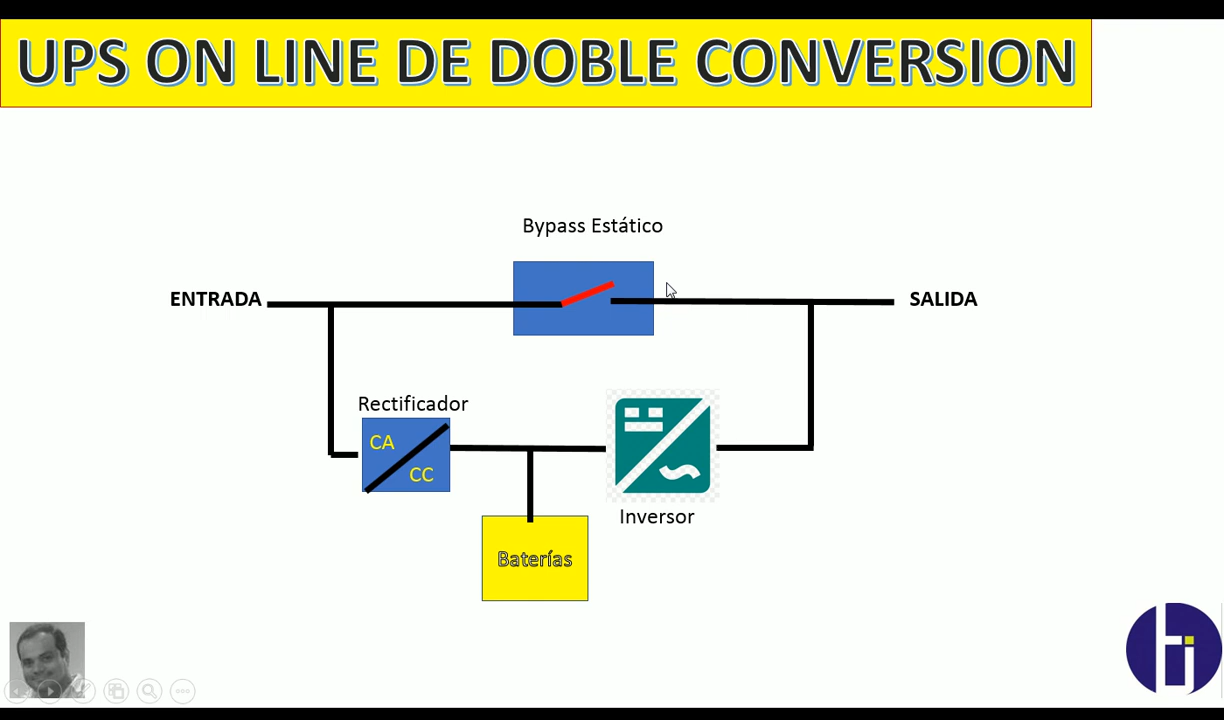 UPS ON LINE DE DOBLE CONVERSION
Bypass Estático
ENTRADA
SALIDA
Rectificador
CA
CC
Inversor
Baterías